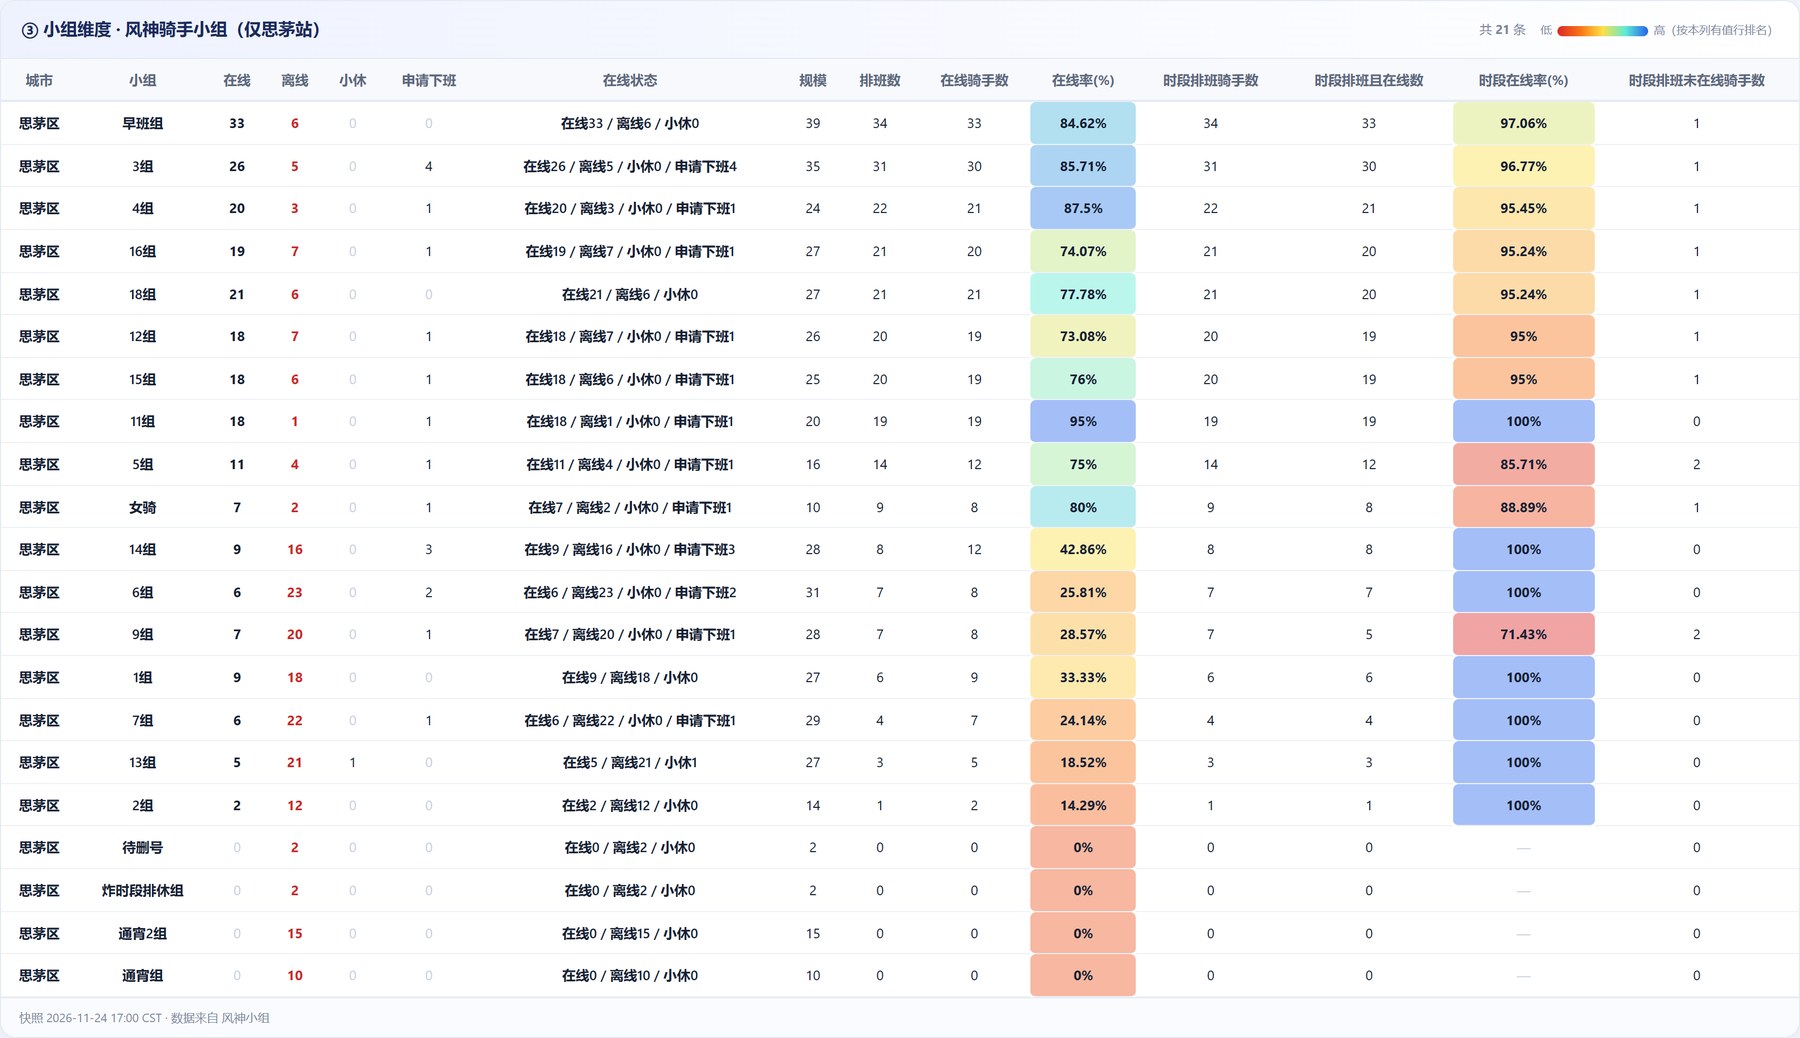 ③ 小组维度 · 风神骑手小组（仅思茅站）
共 21 条 低 高 (按本列有值行排名)
城市 小组 在线 离线 小休 申请下班 在线状态 规模 排班数 在线骑手数 在线率(%) 时段排班骑手数 时段排班且在线数 时段在线率(%) 时段排班未在线骑手数
思茅区 早班组 33 6 0 0 在线33 / 离线6 / 小休0 39 34 33 84.62% 34 33 97.06% 1
思茅区 3组 26 5 0 4 在线26 / 离线5 / 小休0 / 申请下班4 35 31 30 85.71% 31 30 96.77% 1
思茅区 4组 20 3 0 1 在线20 / 离线3 / 小休0 / 申请下班1 24 22 21 87.5% 22 21 95.45% 1
思茅区 16组 19 7 0 1 在线19 / 离线7 / 小休0 / 申请下班1 27 21 20 74.07% 21 20 95.24% 1
思茅区 18组 21 6 0 0 在线21 / 离线6 / 小休0 27 21 21 77.78% 21 20 95.24% 1
思茅区 12组 18 7 0 1 在线18 / 离线7 / 小休0 / 申请下班1 26 20 19 73.08% 20 19 95% 1
思茅区 15组 18 6 0 1 在线18 / 离线6 / 小休0 / 申请下班1 25 20 19 76% 20 19 95% 1
思茅区 11组 18 1 0 1 在线18 / 离线1 / 小休0 / 申请下班1 20 19 19 95% 19 19 100% 0
思茅区 5组 11 4 0 1 在线11 / 离线4 / 小休0 / 申请下班1 16 14 12 75% 14 12 85.71% 2
思茅区 女骑 7 2 0 1 在线7 / 离线2 / 小休0 / 申请下班1 10 9 8 80% 9 8 88.89% 1
思茅区 14组 9 16 0 3 在线9 / 离线16 / 小休0 / 申请下班3 28 8 12 42.86% 8 8 100% 0
思茅区 6组 6 23 0 2 在线6 / 离线23 / 小休0 / 申请下班2 31 7 8 25.81% 7 7 100% 0
思茅区 9组 7 20 0 1 在线7 / 离线20 / 小休0 / 申请下班1 28 7 8 28.57% 7 5 71.43% 2
思茅区 1组 9 18 0 0 在线9 / 离线18 / 小休0 27 6 9 33.33% 6 6 100% 0
思茅区 7组 6 22 0 1 在线6 / 离线22 / 小休0 / 申请下班1 29 4 7 24.14% 4 4 100% 0
思茅区 13组 5 21 1 0 在线5 / 离线21 / 小休1 27 3 5 18.52% 3 3 100% 0
思茅区 2组 2 12 0 0 在线2 / 离线12 / 小休0 14 1 2 14.29% 1 1 100% 0
思茅区 待删号 0 2 0 0 在线0 / 离线2 / 小休0 2 0 0 0% 0 0 — 0
思茅区 炸时段排休组 0 2 0 0 在线0 / 离线2 / 小休0 2 0 0 0% 0 0 — 0
思茅区 通宵2组 0 15 0 0 在线0 / 离线15 / 小休0 15 0 0 0% 0 0 — 0
思茅区 通宵组 0 10 0 0 在线0 / 离线10 / 小休0 10 0 0 0% 0 0 — 0
快照 2026-11-24 17:00 CST · 数据来自 风神小组